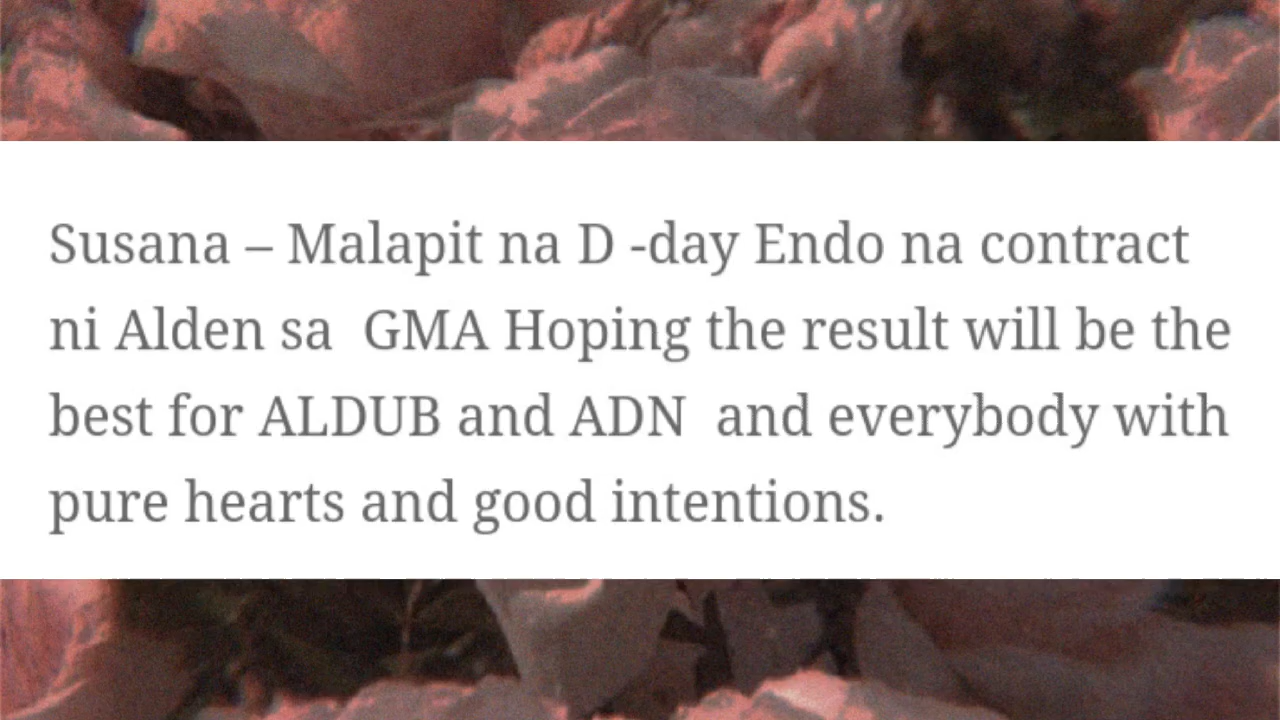 Susana – Malapit na D -day Endo na contract
ni Alden sa  GMA Hoping the result will be the
best for ALDUB and ADN  and everybody with
pure hearts and good intentions.